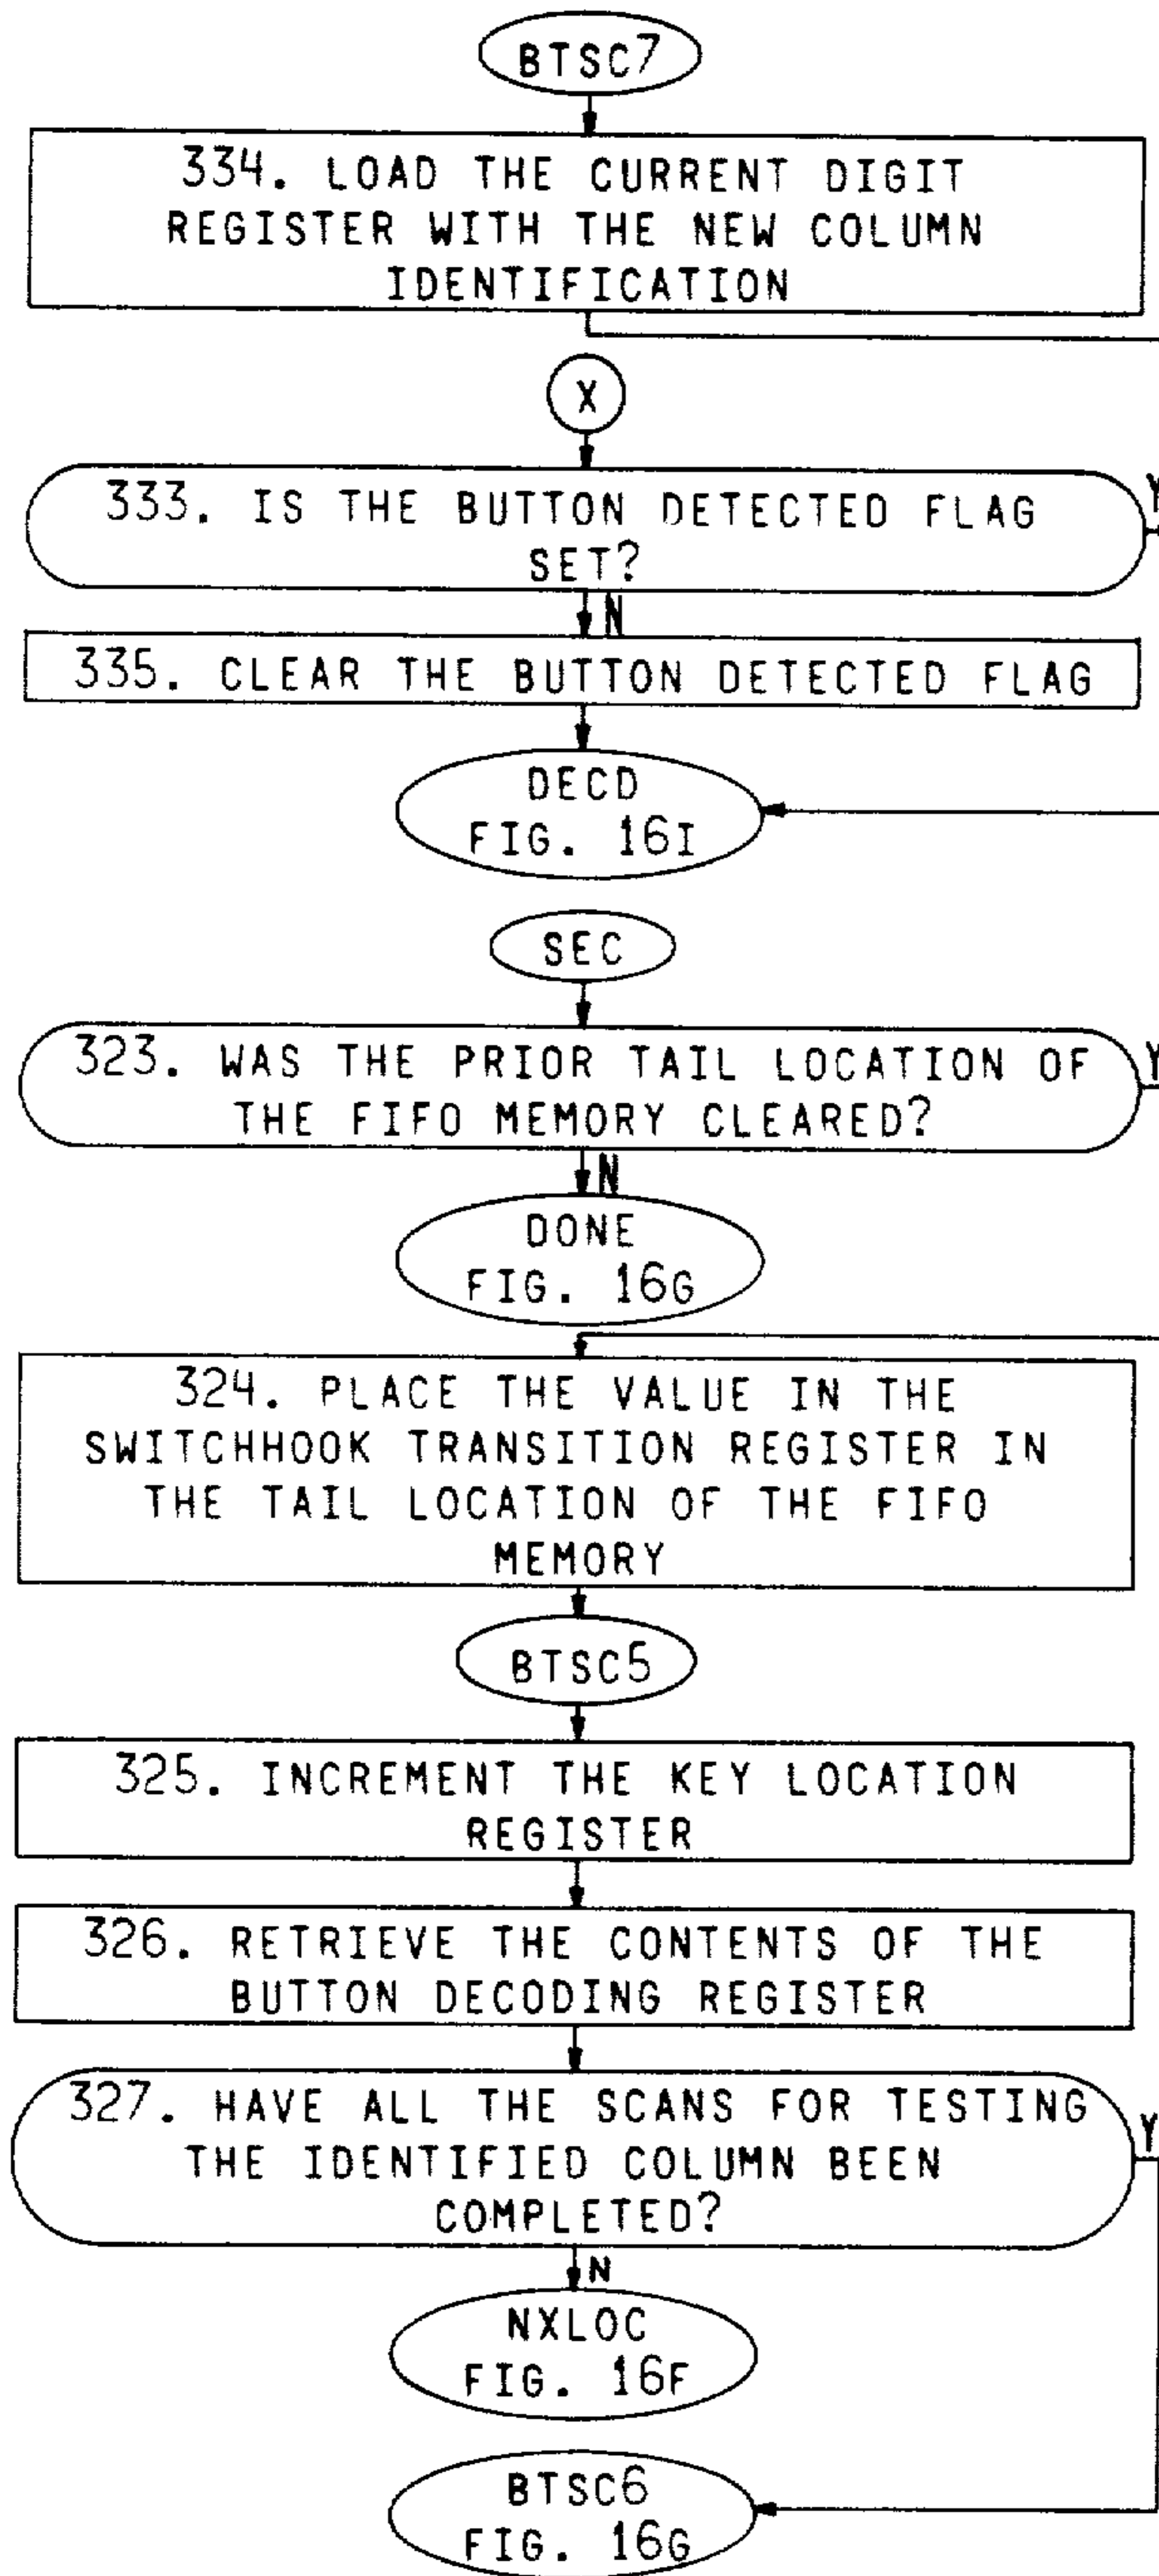 BTSC7
334. LOAD THE CURRENT DIGIT
REGISTER WITH THE NEW COLUMN
IDENTIFICATION
X
333. IS THE BUTTON DETECTED FLAG
SET?
Y
N
335. CLEAR THE BUTTON DETECTED FLAG
DECD
FIG. 16I
SEC
323. WAS THE PRIOR TAIL LOCATION OF
THE FIFO MEMORY CLEARED?
Y
N
DONE
FIG. 16G
324. PLACE THE VALUE IN THE
SWITCHHOOK TRANSITION REGISTER IN
THE TAIL LOCATION OF THE FIFO
MEMORY
BTSC5
325. INCREMENT THE KEY LOCATION
REGISTER
326. RETRIEVE THE CONTENTS OF THE
BUTTON DECODING REGISTER
327. HAVE ALL THE SCANS FOR TESTING
THE IDENTIFIED COLUMN BEEN
COMPLETED?
Y
N
NXLOC
FIG. 16F
BTSC6
FIG. 16G